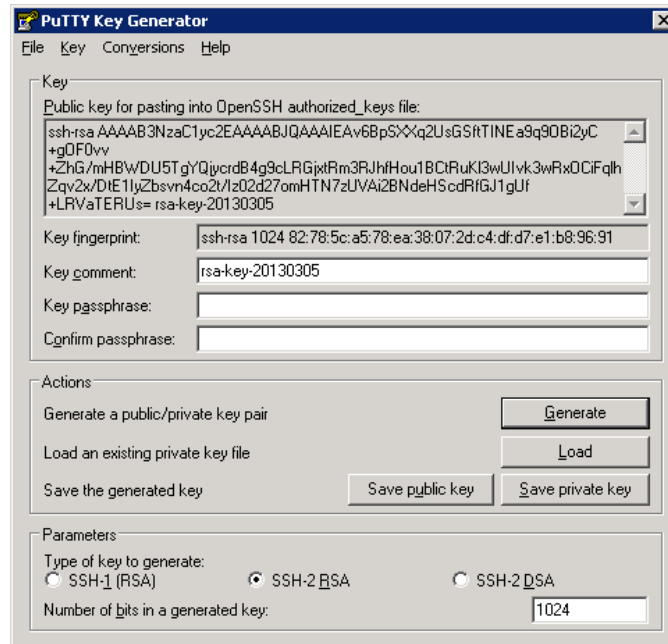 PuTTY Key Generator
File Key Conversions Help
Key
Public key for pasting into OpenSSH authorized_keys file:
ssh-rsa AAAAB3NzaC1yc2EAAAABJQAAAIEAv6BpSXXq2UsGSftTINEa9q9OBi2yC
+gOF0vv
+ZhG/mHBWDU5TgYQjycrdB4g9cLRGjxtRm3RJhfHou1BCtRuKl3wUIvk3wRxOCiFqlh
Zqv2x/DtE1IyZbsvn4co2t/Iz02d27omHTN7zUVAi2BNdeHScdRfGJ1gUf
+LRVaTERUs= rsa-key-20130305
Key fingerprint: ssh-rsa 1024 82:78:5c:a5:78:ea:38:07:2d:c4:df:d7:e1:b8:96:91
Key comment: rsa-key-20130305
Key passphrase:
Confirm passphrase:
Actions
Generate a public/private key pair Generate
Load an existing private key file Load
Save the generated key Save public key Save private key
Parameters
Type of key to generate:
SSH-1 (RSA) SSH-2 RSA SSH-2 DSA
Number of bits in a generated key: 1024